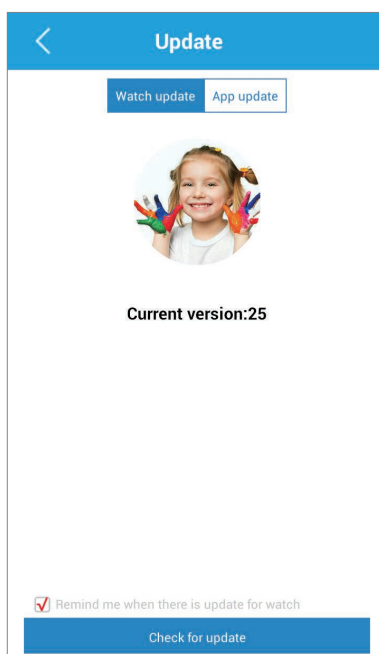 Update
Watch update App update
Current version:25
Remind me when there is update for watch
Check for update